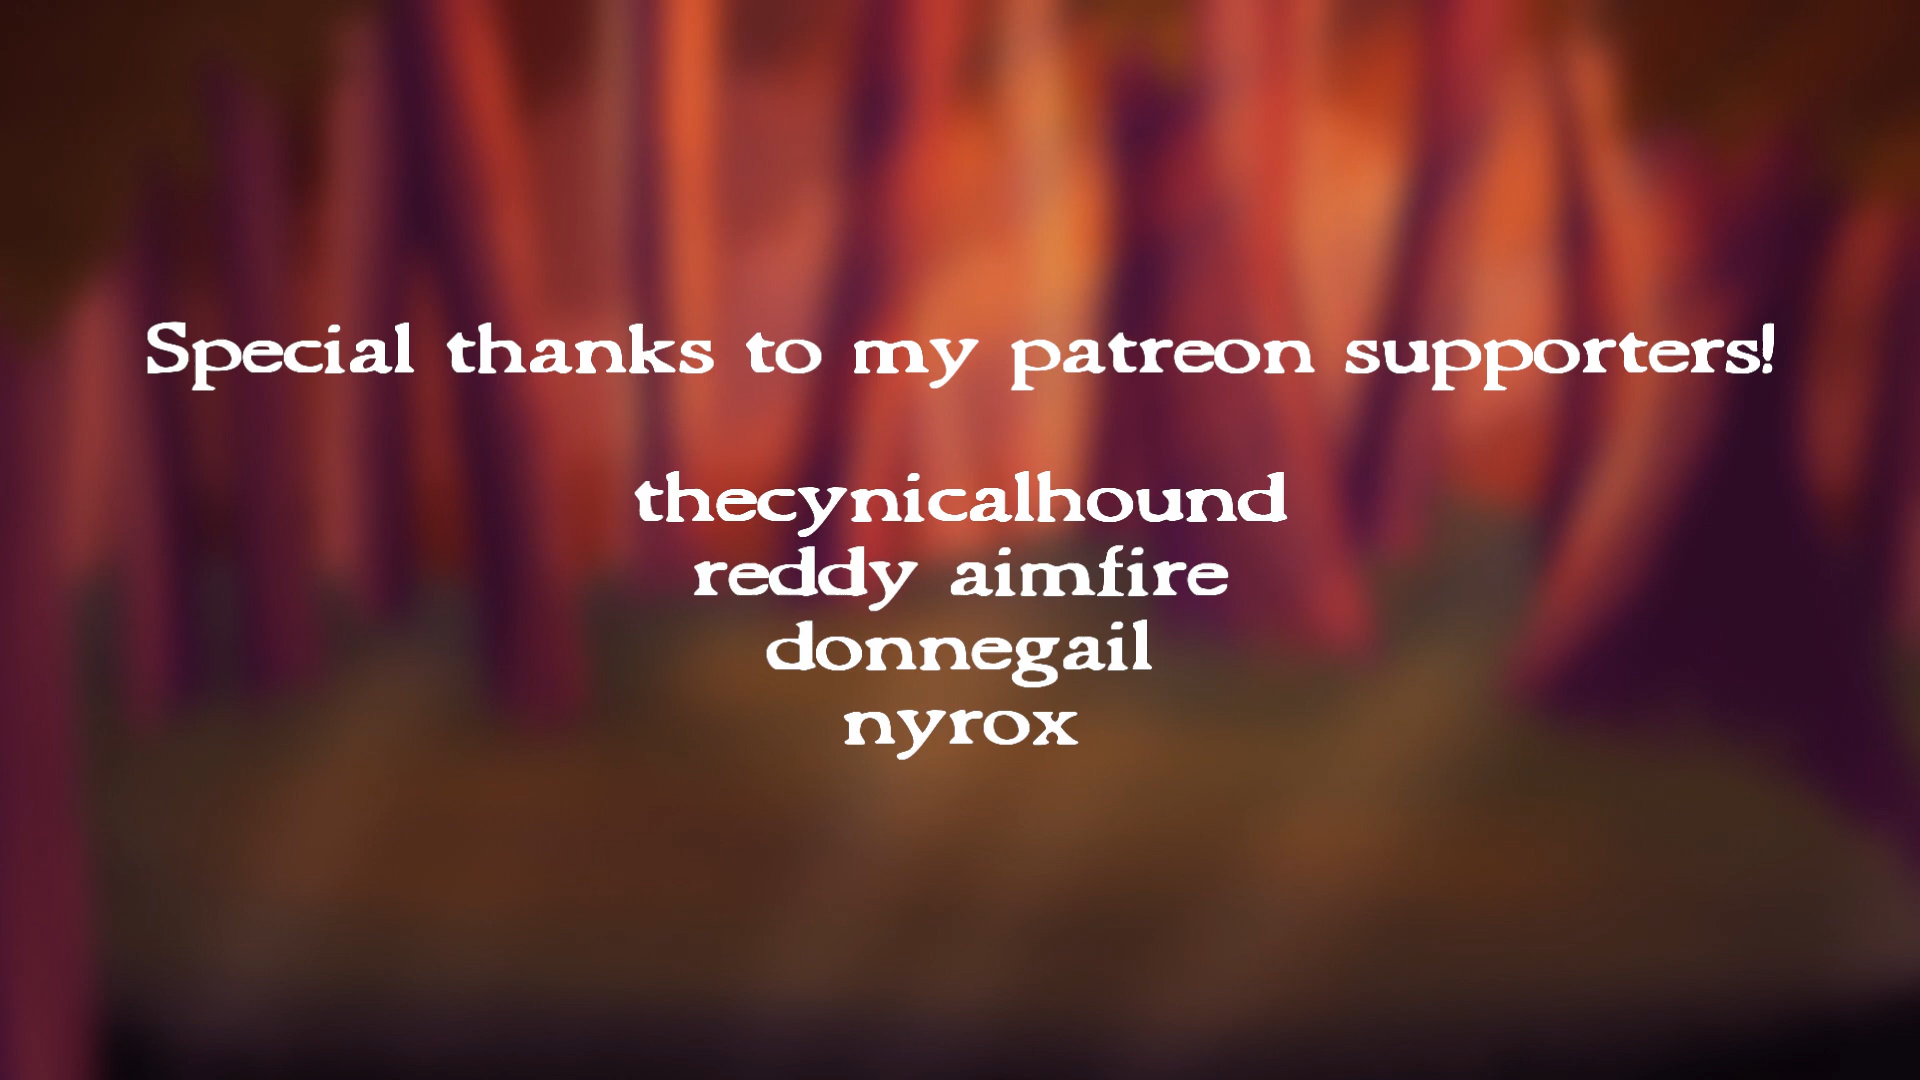 Special thanks to my patreon supporters!
thecynicalhound
reddy aimfire
donnegail
nyrox